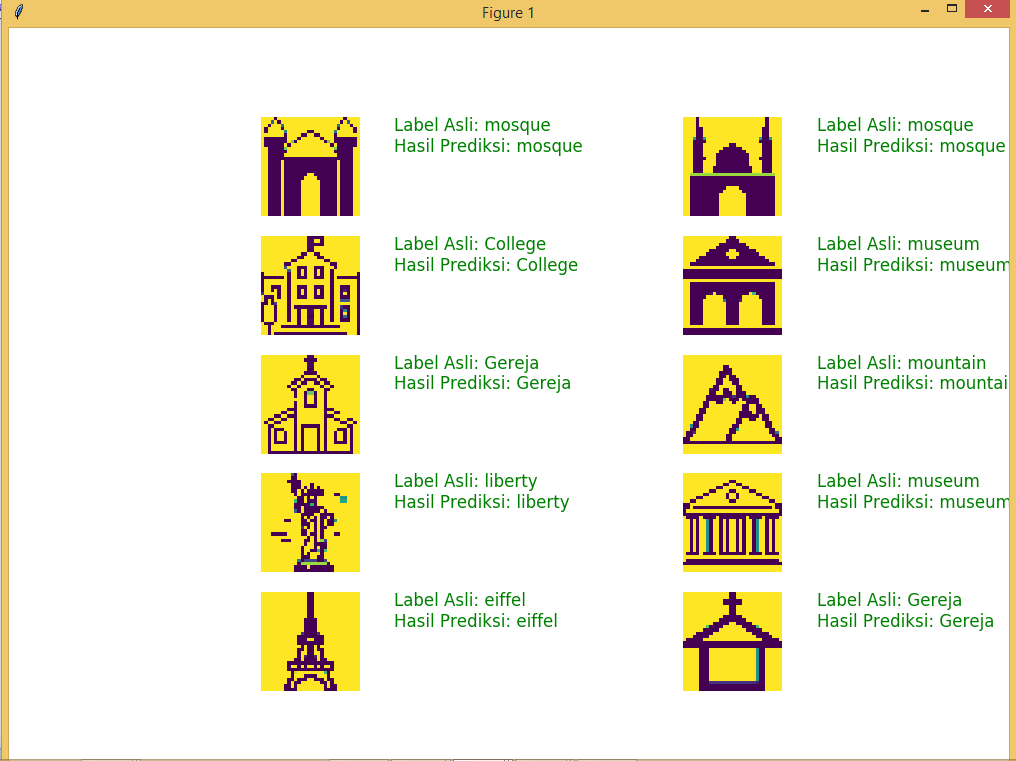 Figure 1
Label Asli: mosque
Hasil Prediksi: mosque
Label Asli: mosque
Hasil Prediksi: mosque
Label Asli: College
Hasil Prediksi: College
Label Asli: museum
Hasil Prediksi: museum
Label Asli: Gereja
Hasil Prediksi: Gereja
Label Asli: mountain
Hasil Prediksi: mountai
Label Asli: liberty
Hasil Prediksi: liberty
Label Asli: museum
Hasil Prediksi: museum
Label Asli: eiffel
Hasil Prediksi: eiffel
Label Asli: Gereja
Hasil Prediksi: Gereja